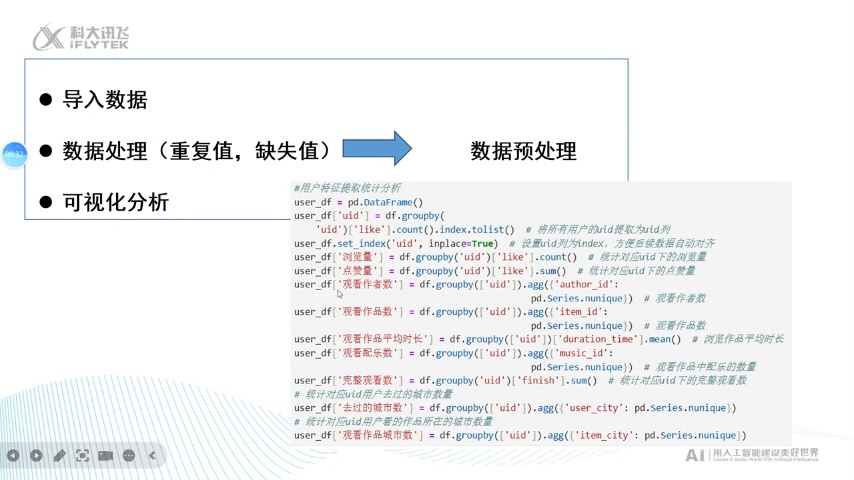 科大讯飞
iFLYTEK
● 导入数据
● 数据处理（重复值，缺失值） 数据预处理
● 可视化分析
00:32
#用户特征提取统计分析
user_df = pd.DataFrame()
user_df['uid'] = df.groupby(
'uid')['like'].count().index.tolist()  # 将所有用户的uid提取为uid列
user_df.set_index('uid', inplace=True)  # 设置uid列为index，方便后续数据自动对齐
user_df['浏览量'] = df.groupby('uid')['like'].count()  # 统计对应uid下的浏览量
user_df['点赞量'] = df.groupby('uid')['like'].sum()  # 统计对应uid下的点赞量
user_df['观看作者数'] = df.groupby(['uid']).agg({'author_id':
pd.Series.nunique})  # 观看作者数
user_df['观看作品数'] = df.groupby(['uid']).agg({'item_id':
pd.Series.nunique})  # 观看作品数
user_df['观看作品平均时长'] = df.groupby(['uid'])['duration_time'].mean()  # 浏览作品平均时长
user_df['观看配乐数'] = df.groupby(['uid']).agg({'music_id':
pd.Series.nunique})  # 观看作品中配乐的数量
user_df['完整观看数'] = df.groupby('uid')['finish'].sum()  # 统计对应uid下的完整观看数
# 统计对应uid用户去过的城市数量
user_df['去过的城市数'] = df.groupby(['uid']).agg({'user_city': pd.Series.nunique})
# 统计对应uid用户看的作品所在的城市数量
user_df['观看作品城市数'] = df.groupby(['uid']).agg({'item_city': pd.Series.nunique})
AI 用人工智能建设美好世界
Create A Better World With Artificial Intelligence